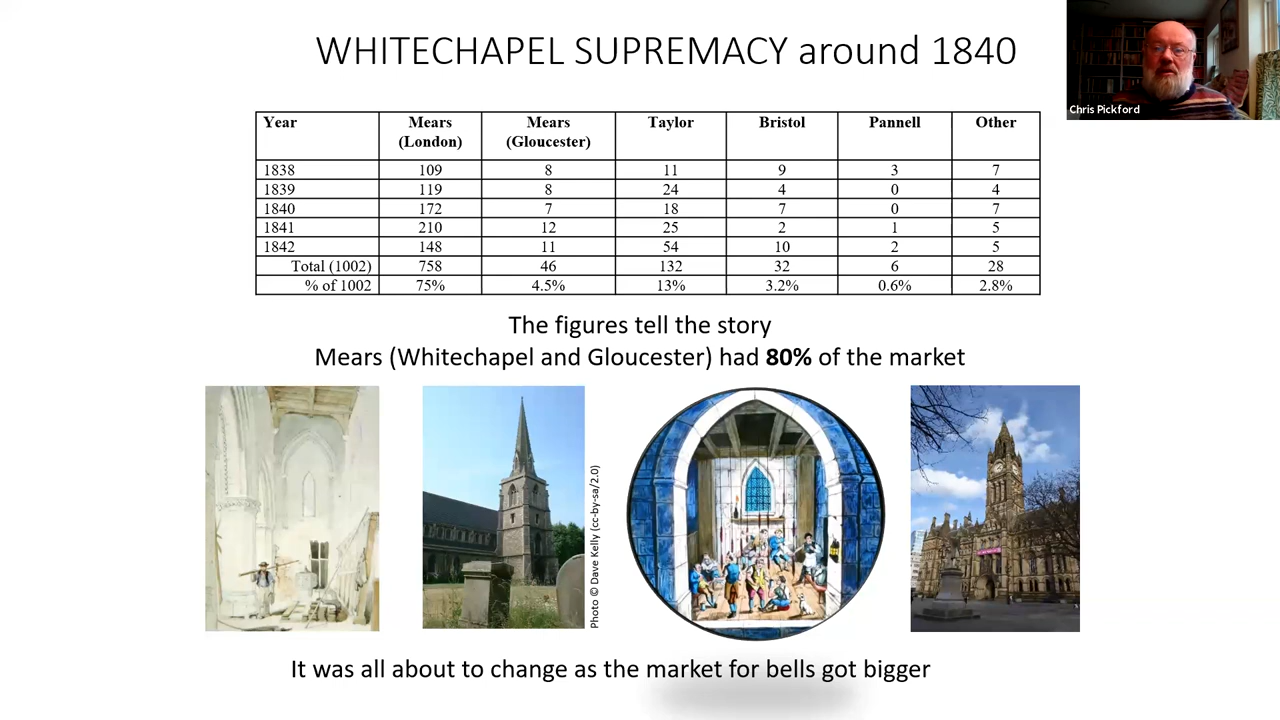 WHITECHAPEL SUPREMACY around 1840
Chris Pickford
Year Mears (London) Mears (Gloucester) Taylor Bristol Pannell Other
1838 109 8 11 9 3 7
1839 119 8 24 4 0 4
1840 172 7 18 7 0 7
1841 210 12 25 2 1 5
1842 148 11 54 10 2 5
Total (1002) 758 46 132 32 6 28
% of 1002 75% 4.5% 13% 3.2% 0.6% 2.8%
The figures tell the story
Mears (Whitechapel and Gloucester) had 80% of the market
Photo © Dave Kelly (cc-by-sa/2.0)
It was all about to change as the market for bells got bigger